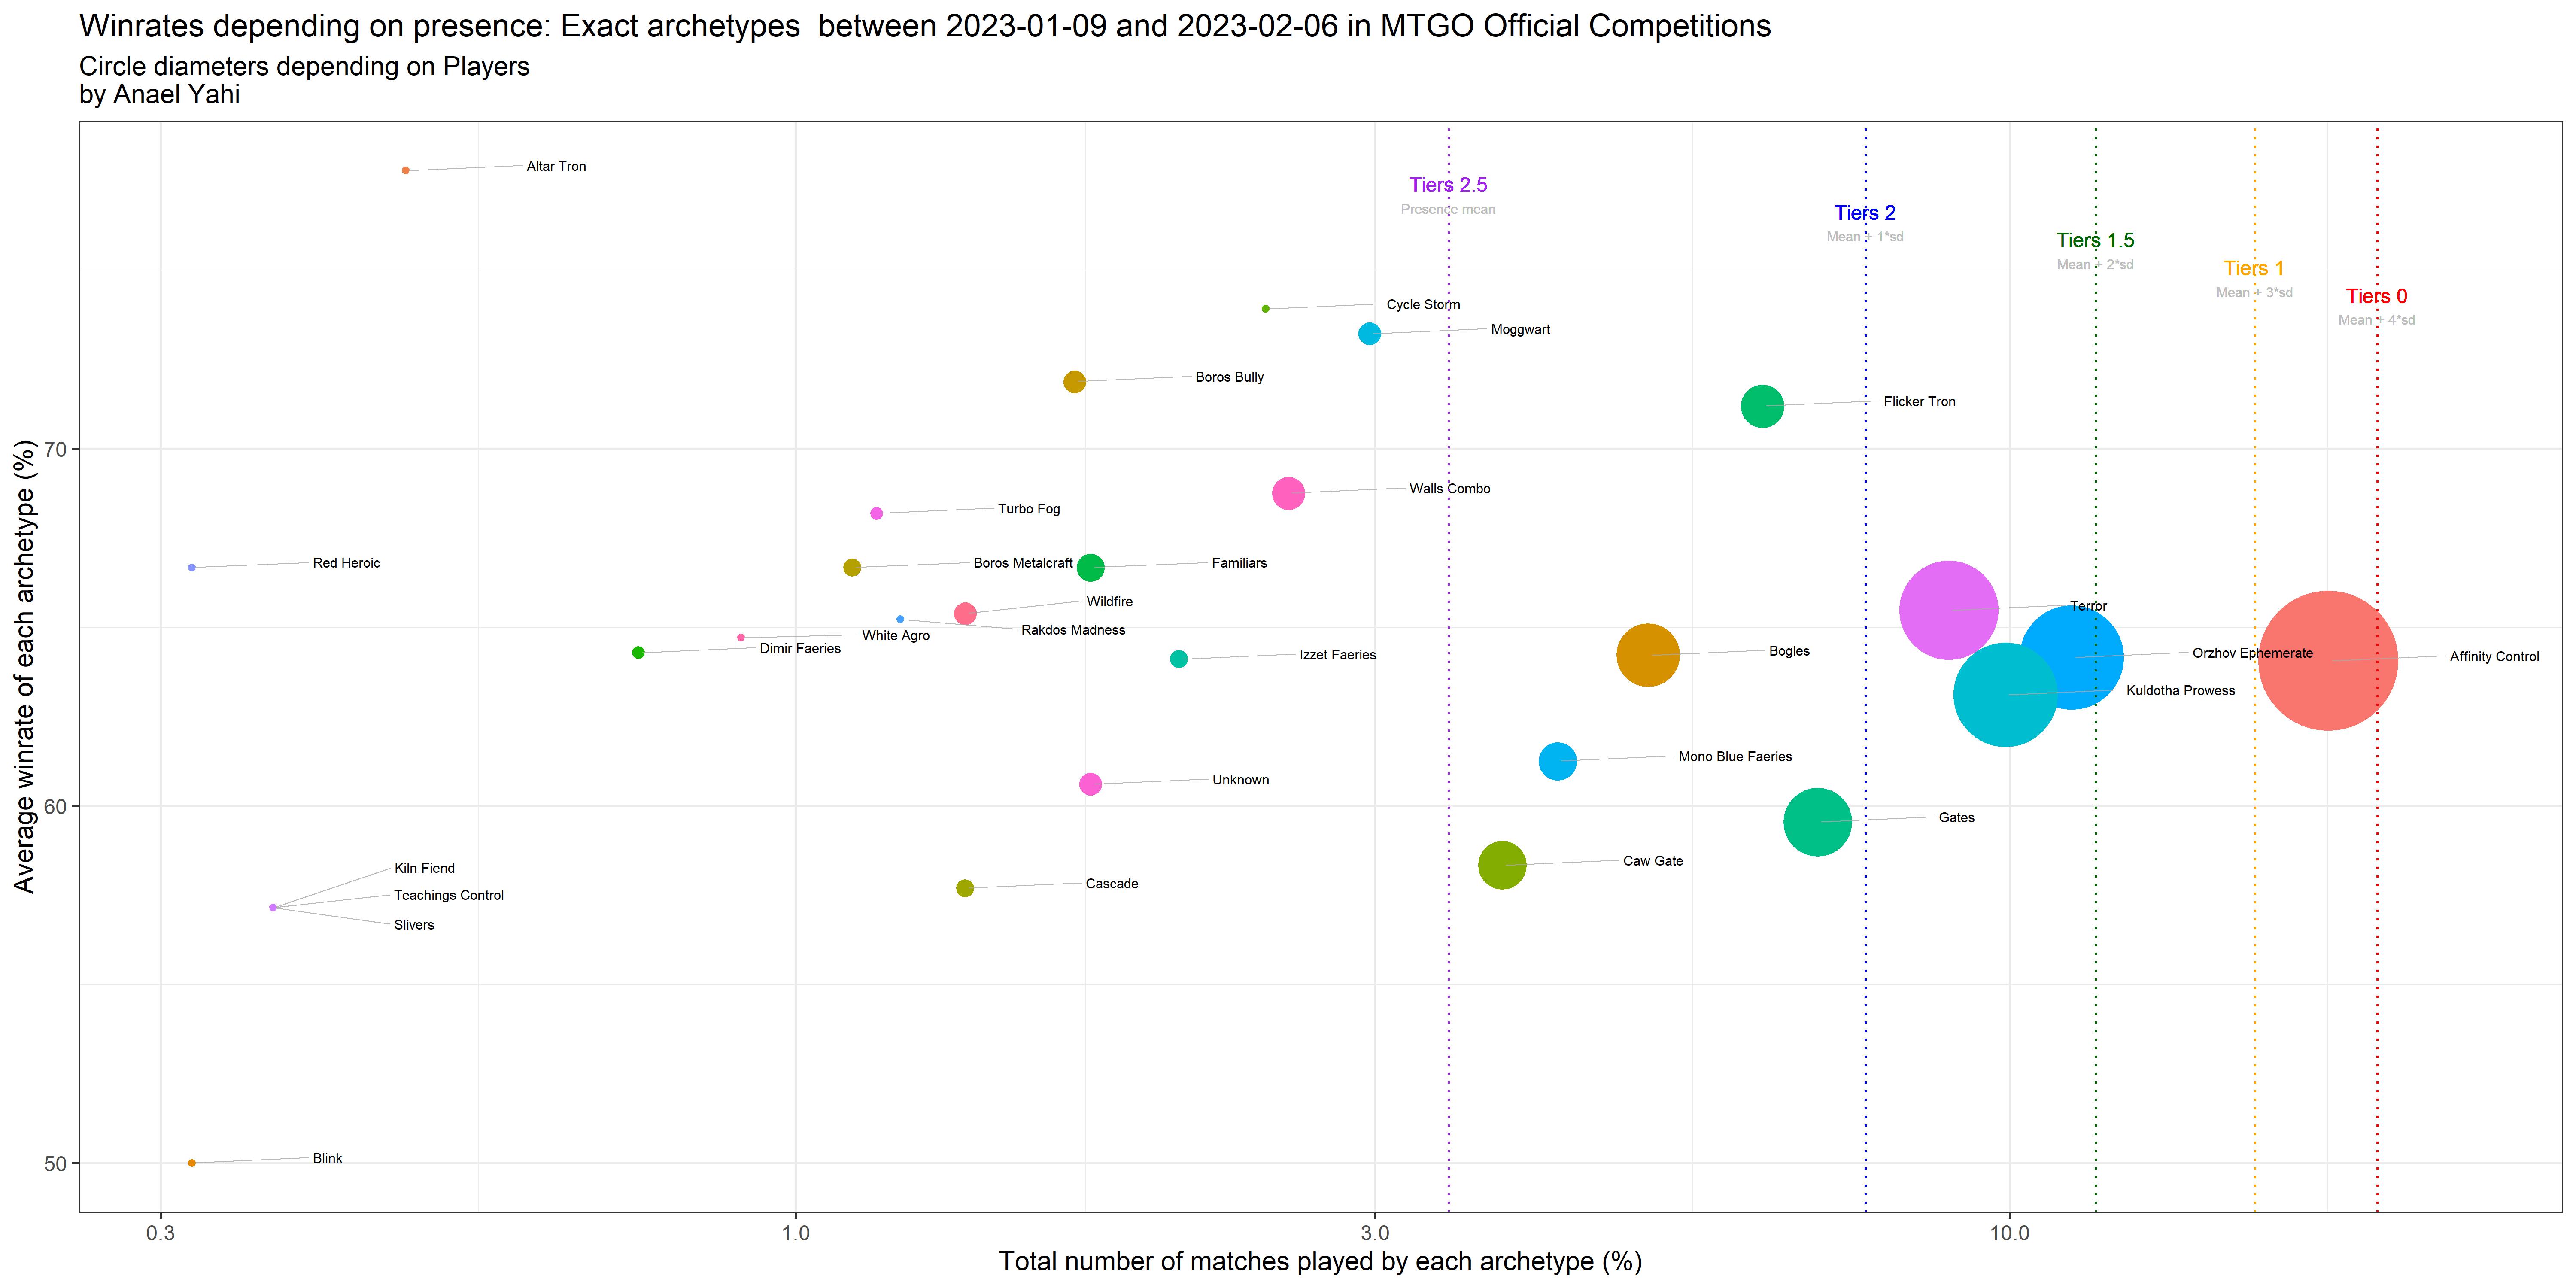 Winrates depending on presence: Exact archetypes  between 2023-01-09 and 2023-02-06 in MTGO Official Competitions
Circle diameters depending on Players
by Anael Yahi
Altar Tron
Tiers 2.5
Presence mean
Tiers 2
Mean + 1*sd
Tiers 1.5
Mean + 2*sd
Tiers 1
Mean + 3*sd
Tiers 0
Mean + 4*sd
Cycle Storm
Moggwart
Boros Bully
Flicker Tron
Walls Combo
Turbo Fog
Red Heroic
Boros Metalcraft
Familiars
Wildfire
Terror
Rakdos Madness
White Agro
Dimir Faeries
Izzet Faeries
Bogles
Orzhov Ephemerate
Affinity Control
Kuldotha Prowess
Mono Blue Faeries
Unknown
Gates
Caw Gate
Kiln Fiend
Teachings Control
Slivers
Cascade
Blink
Average winrate of each archetype (%)
70
60
50
0.3
1.0
3.0
10.0
Total number of matches played by each archetype (%)